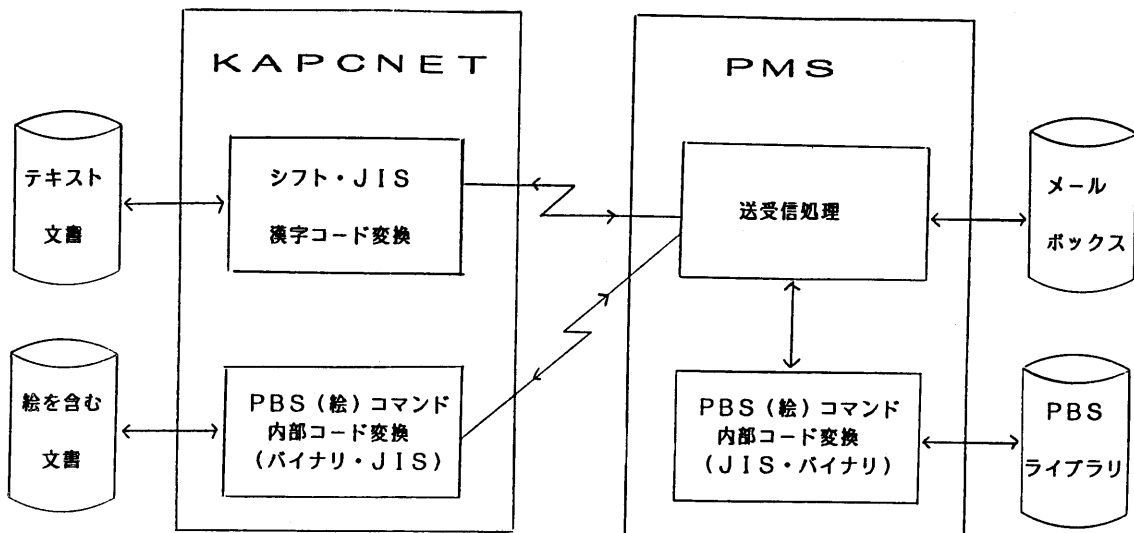 KAPCNET
PMS
テキスト
文書
シフト・JIS
漢字コード変換
送受信処理
メール
ボックス
絵を含む
文書
PBS(絵)コマンド
内部コード変換
(バイナリ・JIS)
PBS(絵)コマンド
内部コード変換
(JIS・バイナリ)
PBS
ライブラリ